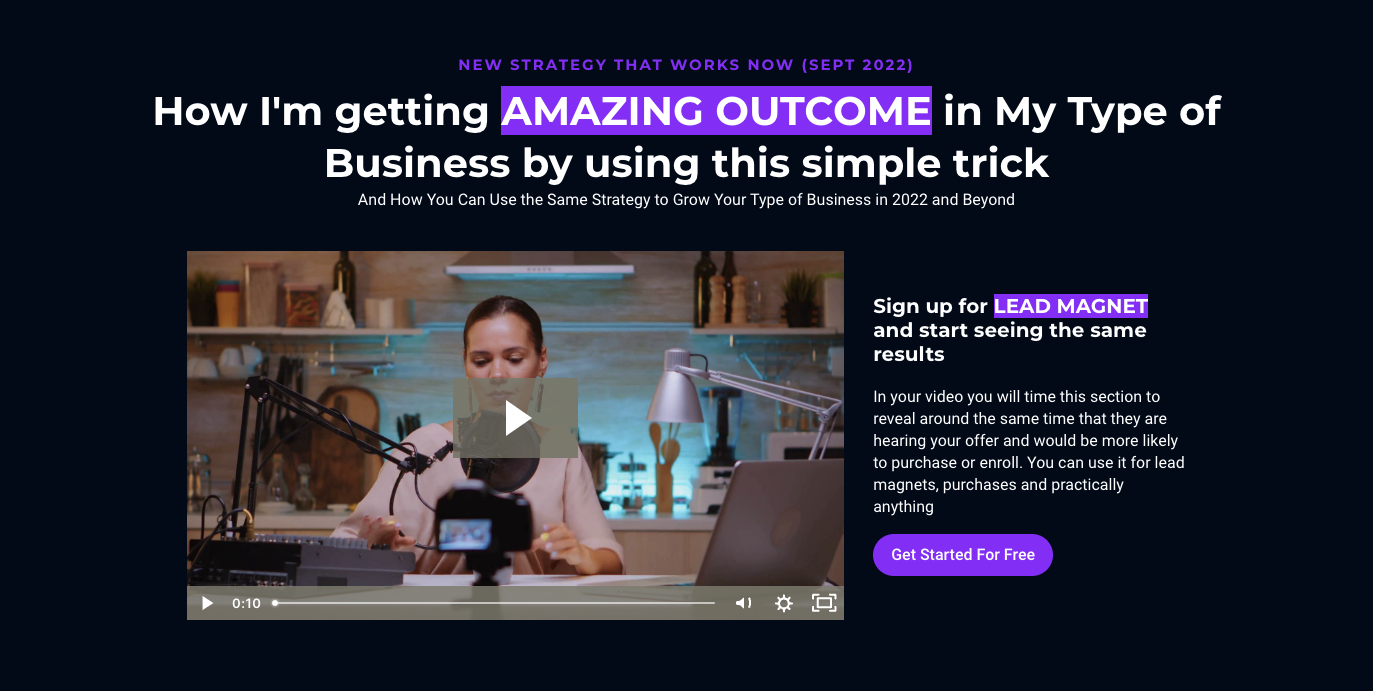 NEW STRATEGY THAT WORKS NOW (SEPT 2022)
How I'm getting AMAZING OUTCOME in My Type of
Business by using this simple trick
And How You Can Use the Same Strategy to Grow Your Type of Business in 2022 and Beyond
Sign up for LEAD MAGNET
and start seeing the same
results
In your video you will time this section to
reveal around the same time that they are
hearing your offer and would be more likely
to purchase or enroll. You can use it for lead
magnets, purchases and practically
anything
Get Started For Free
0:10